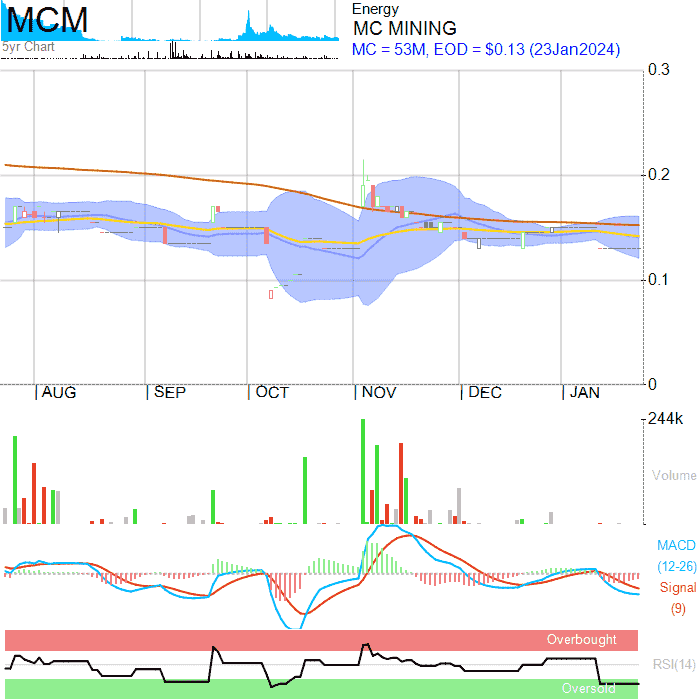 MCM
5yr Chart
Energy
MC MINING
MC = 53M, EOD = $0.13 (23Jan2024)
0.3
0.2
0.1
0
AUG SEP OCT NOV DEC JAN
244k
Volume
MACD
(12-26)
Signal
(9)
Overbought
RSI(14)
Oversold